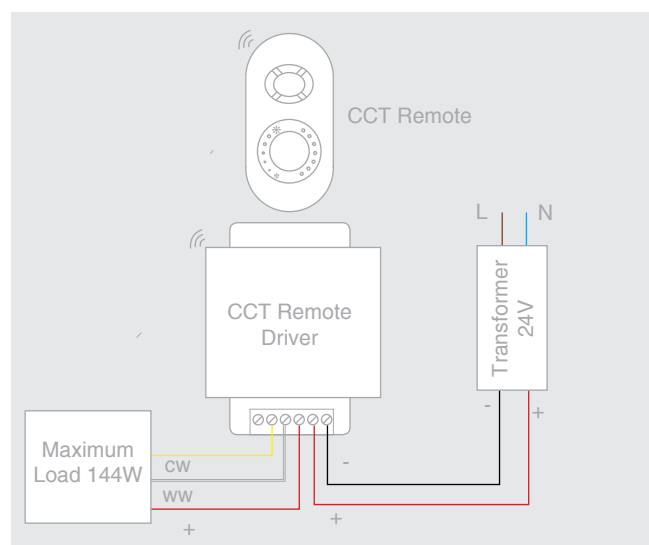 CCT Remote
L N
CCT Remote
Driver
Transformer
24V
- +
Maximum
Load 144W
CW
WW
+
-
+